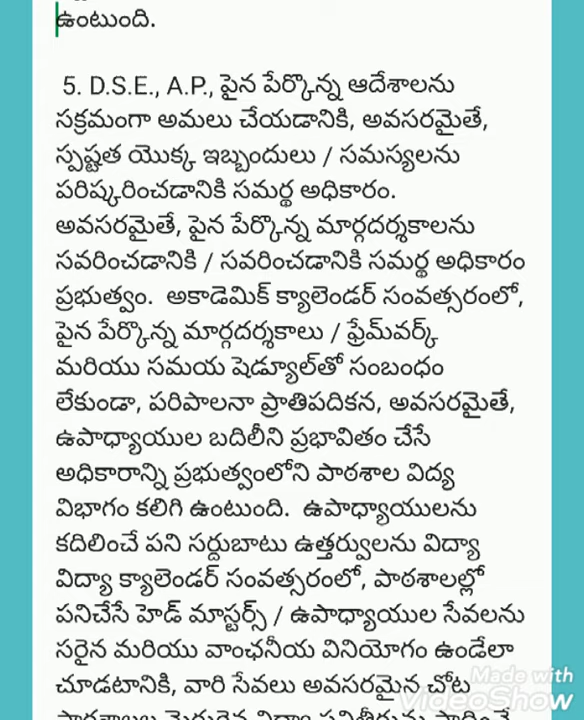 ఉంటుంది.
5. D.S.E., A.P., పైన పేర్కొన్న ఆదేశాలను
సక్రమంగా అమలు చేయడానికి, అవసరమైతే,
స్పష్టత యొక్క ఇబ్బందులు / సమస్యలను
పరిష్కరించడానికి సమర్థ అధికారం.
అవసరమైతే, పైన పేర్కొన్న మార్గదర్శకాలను
సవరించడానికి / సవరించడానికి సమర్థ అధికారం
ప్రభుత్వం. అకాడెమిక్ క్యాలెండర్ సంవత్సరంలో,
పైన పేర్కొన్న మార్గదర్శకాలు / ఫ్రేమ్‌వర్క్
మరియు సమయ షెడ్యూల్‌తో సంబంధం
లేకుండా, పరిపాలనా ప్రాతిపదికన, అవసరమైతే,
ఉపాధ్యాయుల బదిలీని ప్రభావితం చేసే
అధికారాన్ని ప్రభుత్వంలోని పాఠశాల విద్య
విభాగం కలిగి ఉంటుంది. ఉపాధ్యాయులను
కదిలించే పని సర్దుబాటు ఉత్తర్వులను విద్యా
విద్యా క్యాలెండర్ సంవత్సరంలో, పాఠశాలల్లో
పనిచేసే హెడ్ మాస్టర్స్ / ఉపాధ్యాయుల సేవలను
సరైన మరియు వాంఛనీయ వినియోగం ఉండేలా
చూడటానికి, వారి సేవలు అవసరమైన చోట
Made with
VideoShow